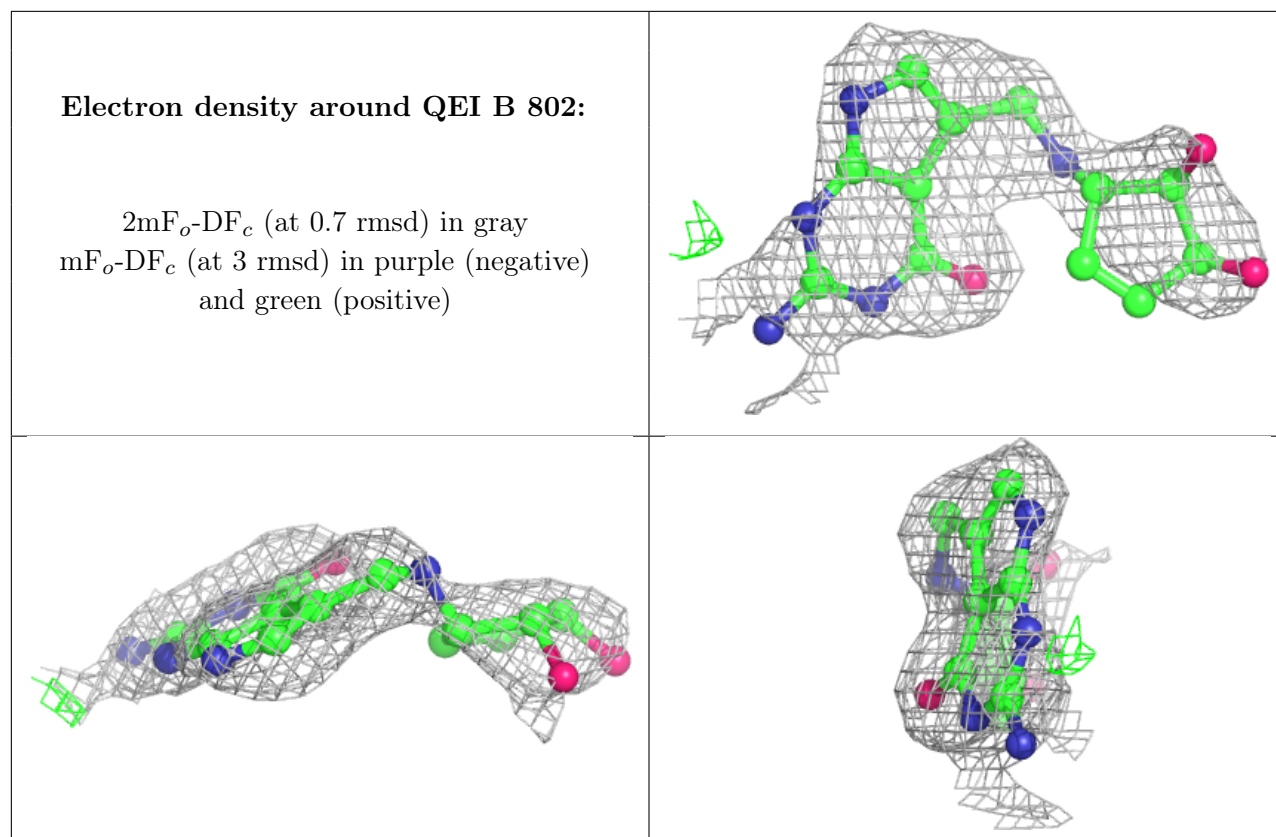 Electron density around QEI B 802:
2mFo-DFc (at 0.7 rmsd) in gray
mFo-DFc (at 3 rmsd) in purple (negative)
and green (positive)